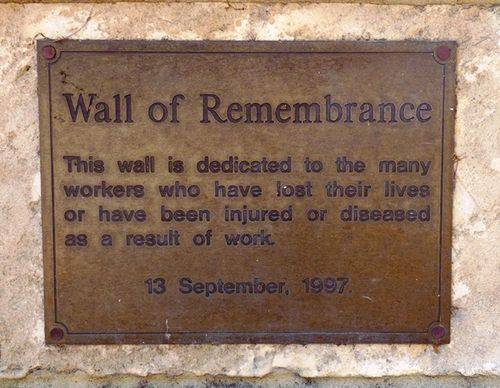 Wall of Remembrance
This wall is dedicated to the many
workers who have lost their lives
or have been injured or diseased
as a result of work.
13 September, 1997.